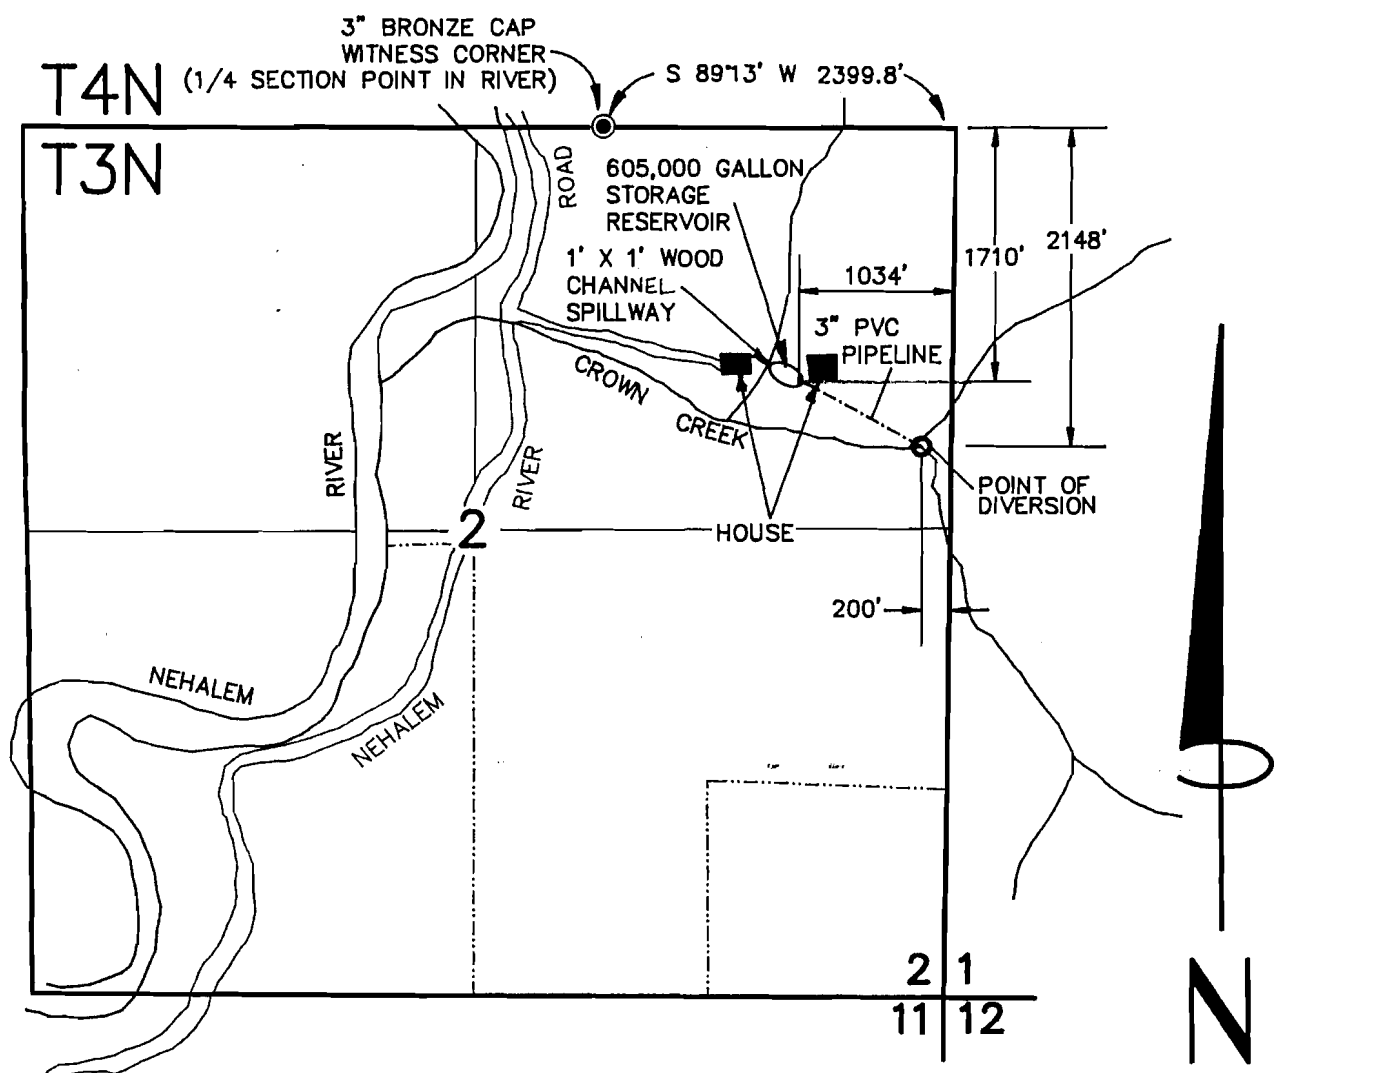 3" BRONZE CAP
WITNESS CORNER
(1/4 SECTION POINT IN RIVER)
S 89°13' W 2399.8'
T4N
T3N
ROAD
605,000 GALLON
STORAGE
RESERVOIR
1' X 1' WOOD
CHANNEL
SPILLWAY
1034'
1710'
2148'
3" PVC
PIPELINE
CROWN
CREEK
RIVER
RIVER
POINT OF
DIVERSION
2
HOUSE
200'
NEHALEM
NEHALEM
2 1
11 12
N